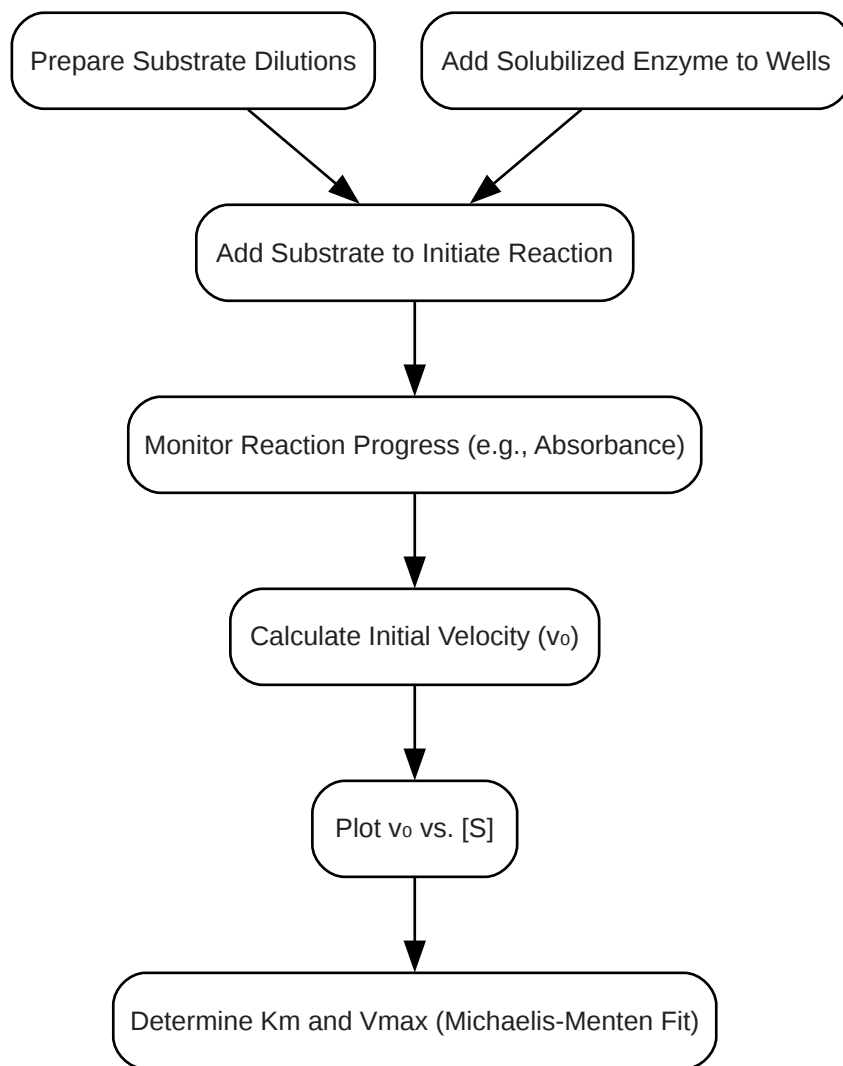 Prepare Substrate Dilutions
Add Solubilized Enzyme to Wells
Add Substrate to Initiate Reaction
Monitor Reaction Progress (e.g., Absorbance)
Calculate Initial Velocity (v₀)
Plot v₀ vs. [S]
Determine Km and Vmax (Michaelis-Menten Fit)